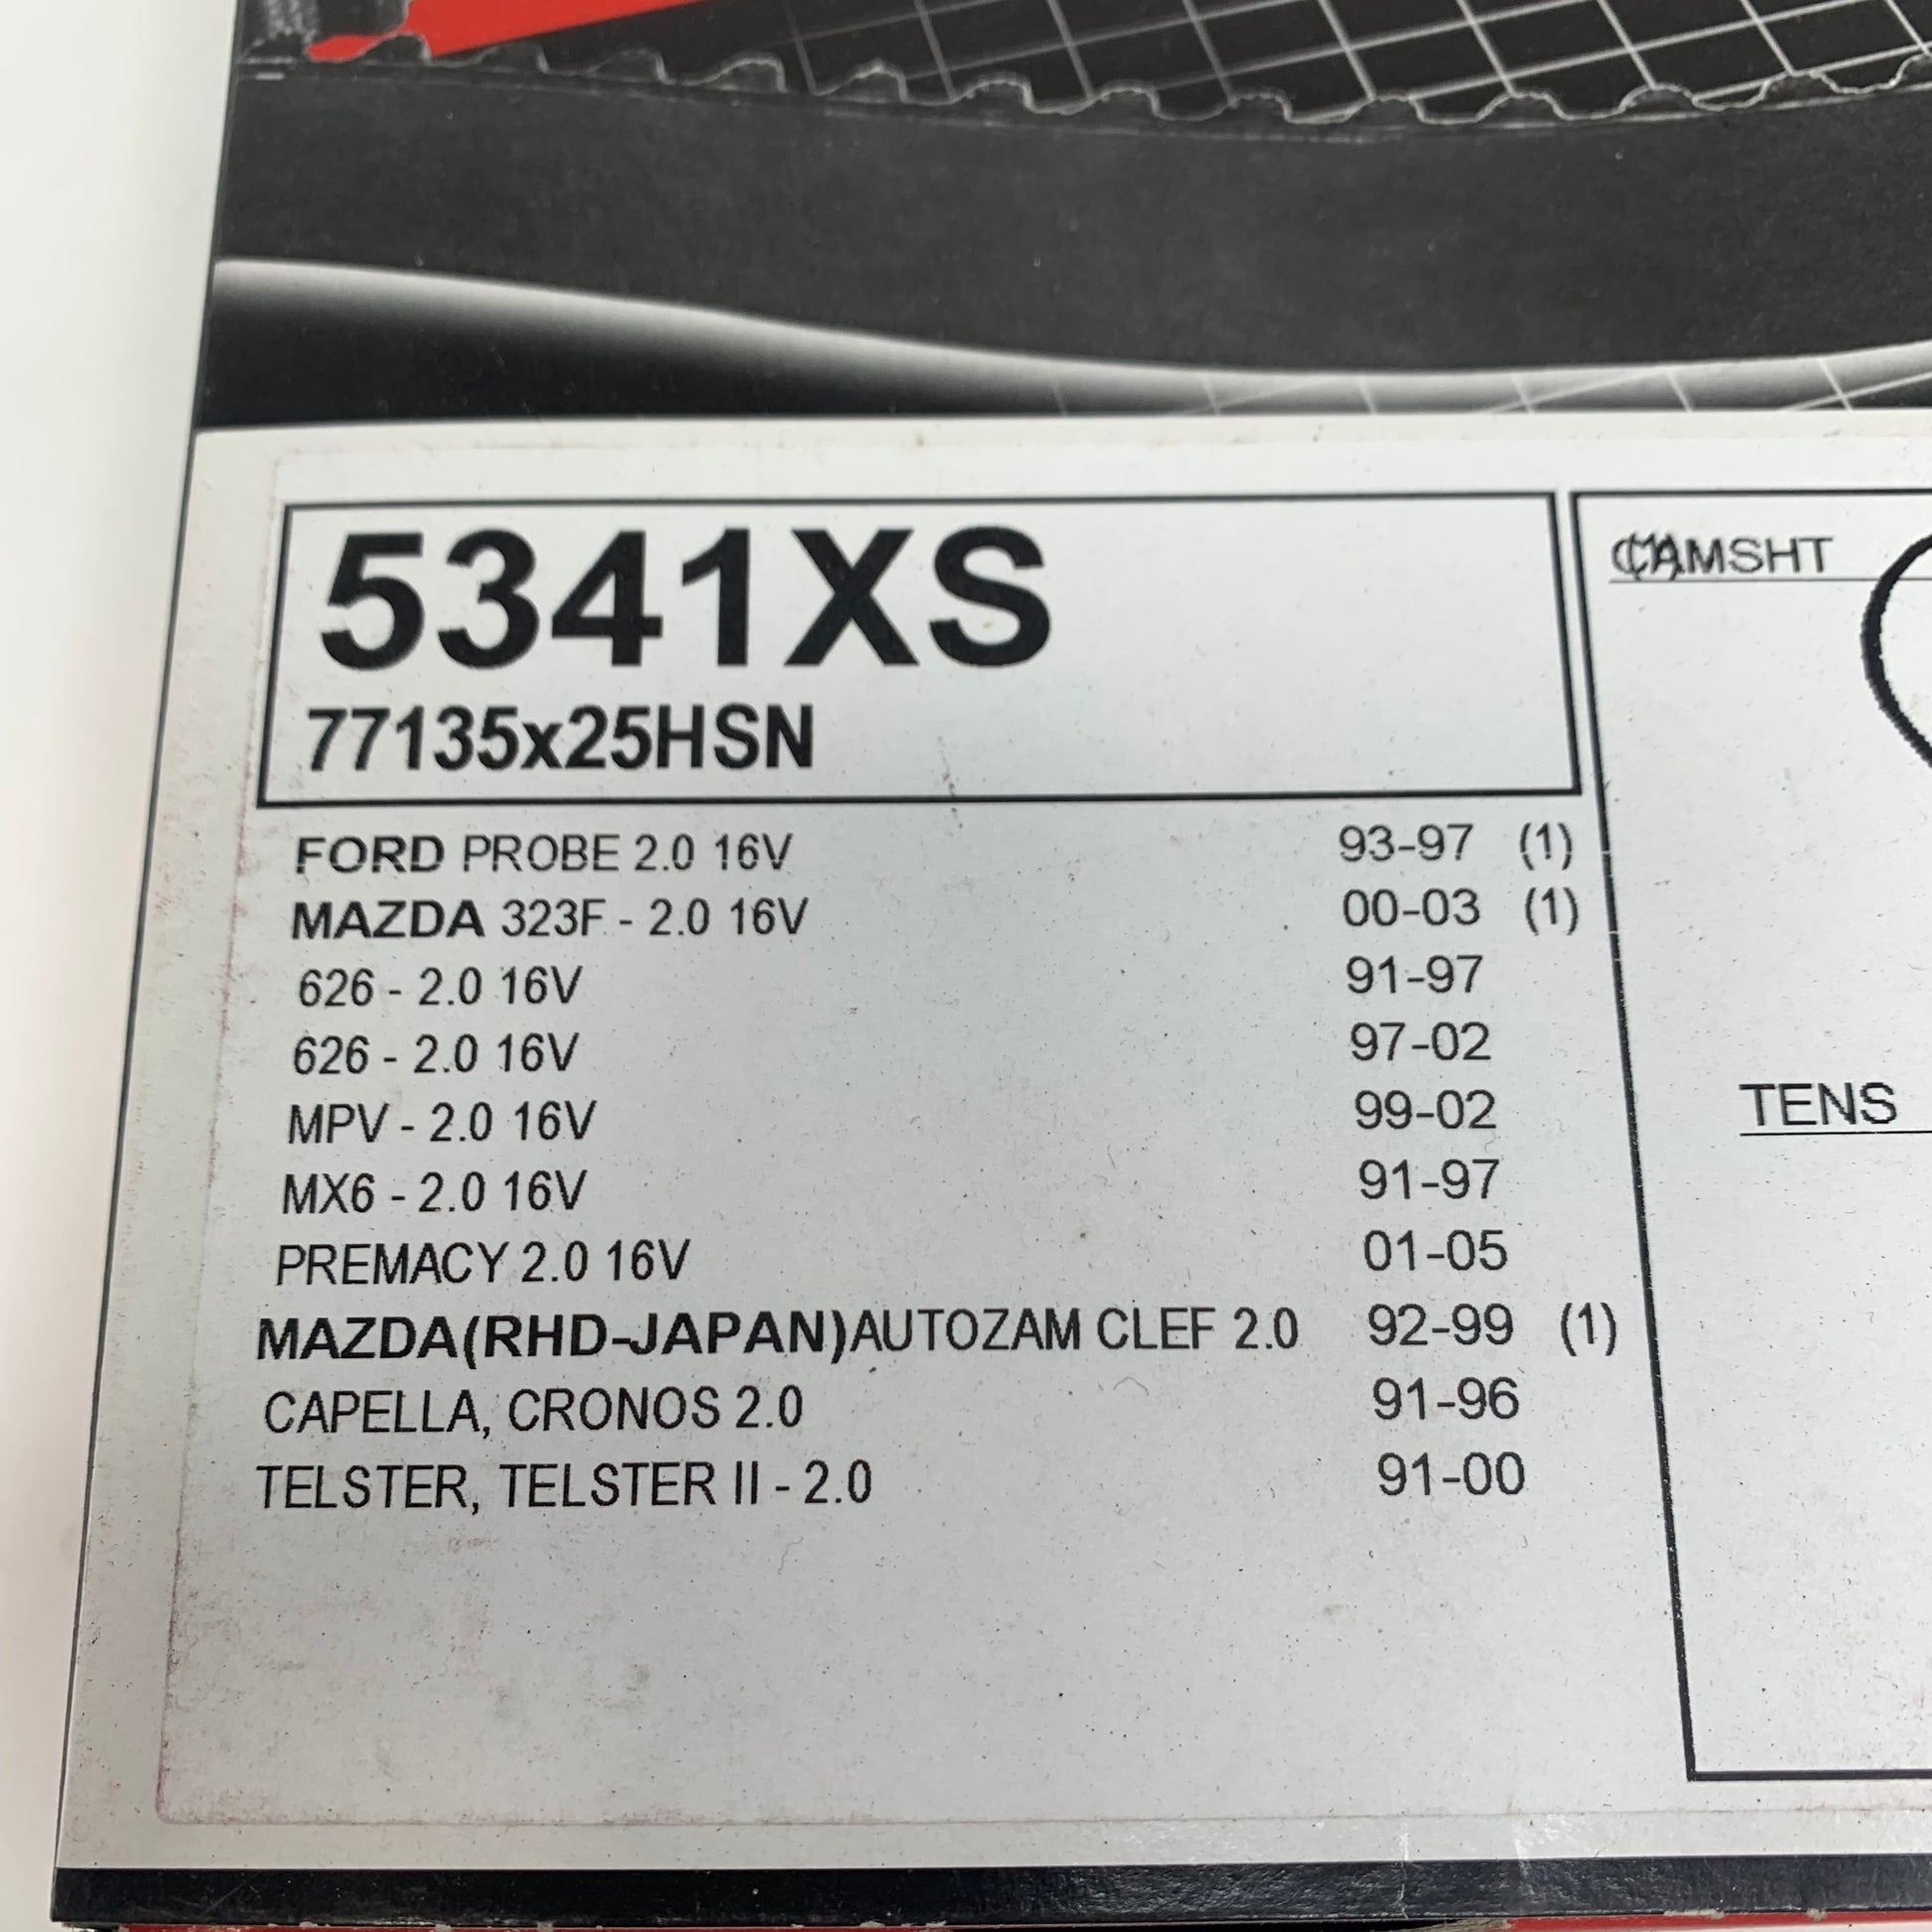 5341XS
77135x25HSN
FORD PROBE 2.0 16V 93-97 (1)
MAZDA 323F - 2.0 16V 00-03 (1)
626 - 2.0 16V 91-97
626 - 2.0 16V 97-02
MPV - 2.0 16V 99-02
MX6 - 2.0 16V 91-97
PREMACY 2.0 16V 01-05
MAZDA(RHD-JAPAN)AUTOZAM CLEF 2.0 92-99 (1)
CAPELLA, CRONOS 2.0 91-96
TELSTER, TELSTER II - 2.0 91-00
CAMSHT
TENS